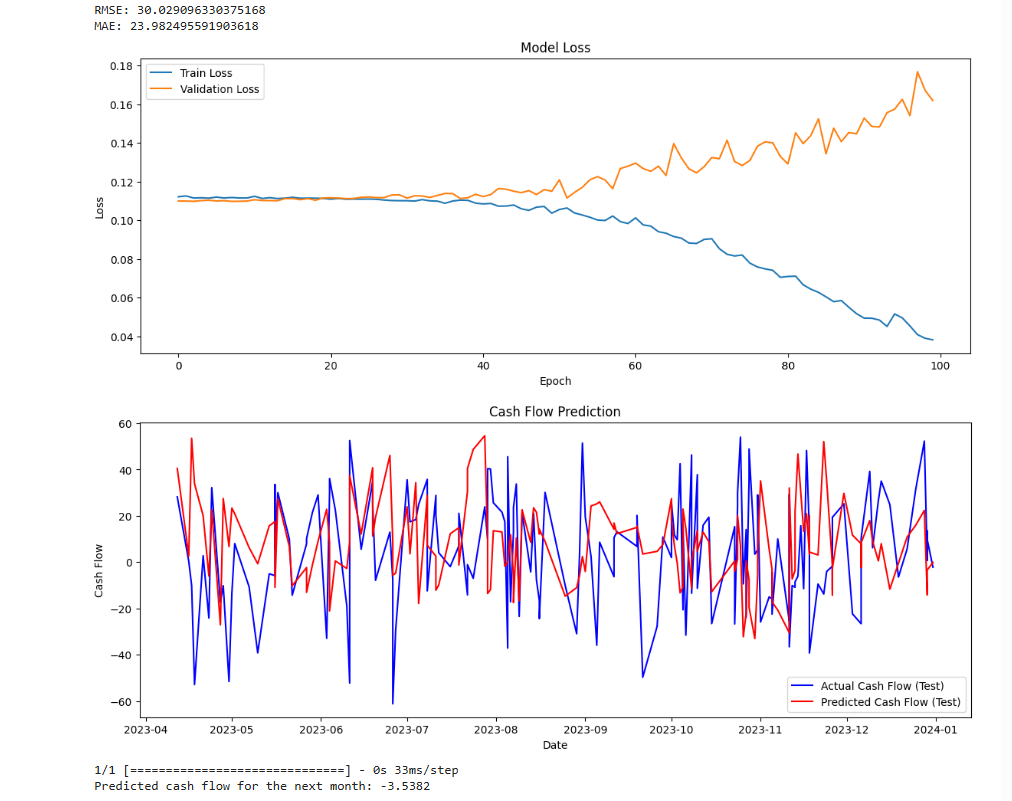 RMSE: 30.029096330375168
MAE: 23.982495591903618
Model Loss
Train Loss
Validation Loss
0.18
0.16
0.14
0.12
0.10
0.08
0.06
0.04
Loss
0 20 40 60 80 100
Epoch
Cash Flow Prediction
60
40
20
0
−20
−40
−60
Cash Flow
Actual Cash Flow (Test)
Predicted Cash Flow (Test)
2023-04 2023-05 2023-06 2023-07 2023-08 2023-09 2023-10 2023-11 2023-12 2024-01
Date
1/1 [==============================] - 0s 33ms/step
Predicted cash flow for the next month: -3.5382